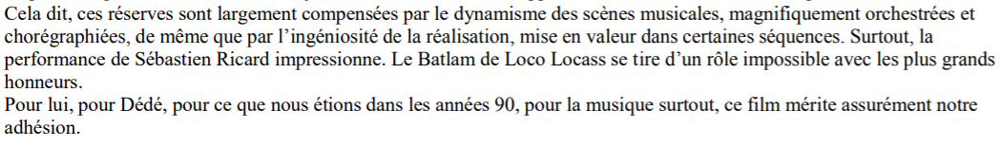 Cela dit, ces réserves sont largement compensées par le dynamisme des scènes musicales, magnifiquement orchestrées et
chorégraphiées, de même que par l’ingéniosité de la réalisation, mise en valeur dans certaines séquences. Surtout, la
performance de Sébastien Ricard impressionne. Le Batlam de Loco Locass se tire d’un rôle impossible avec les plus grands
honneurs.
Pour lui, pour Dédé, pour ce que nous étions dans les années 90, pour la musique surtout, ce film mérite assurément notre
adhésion.